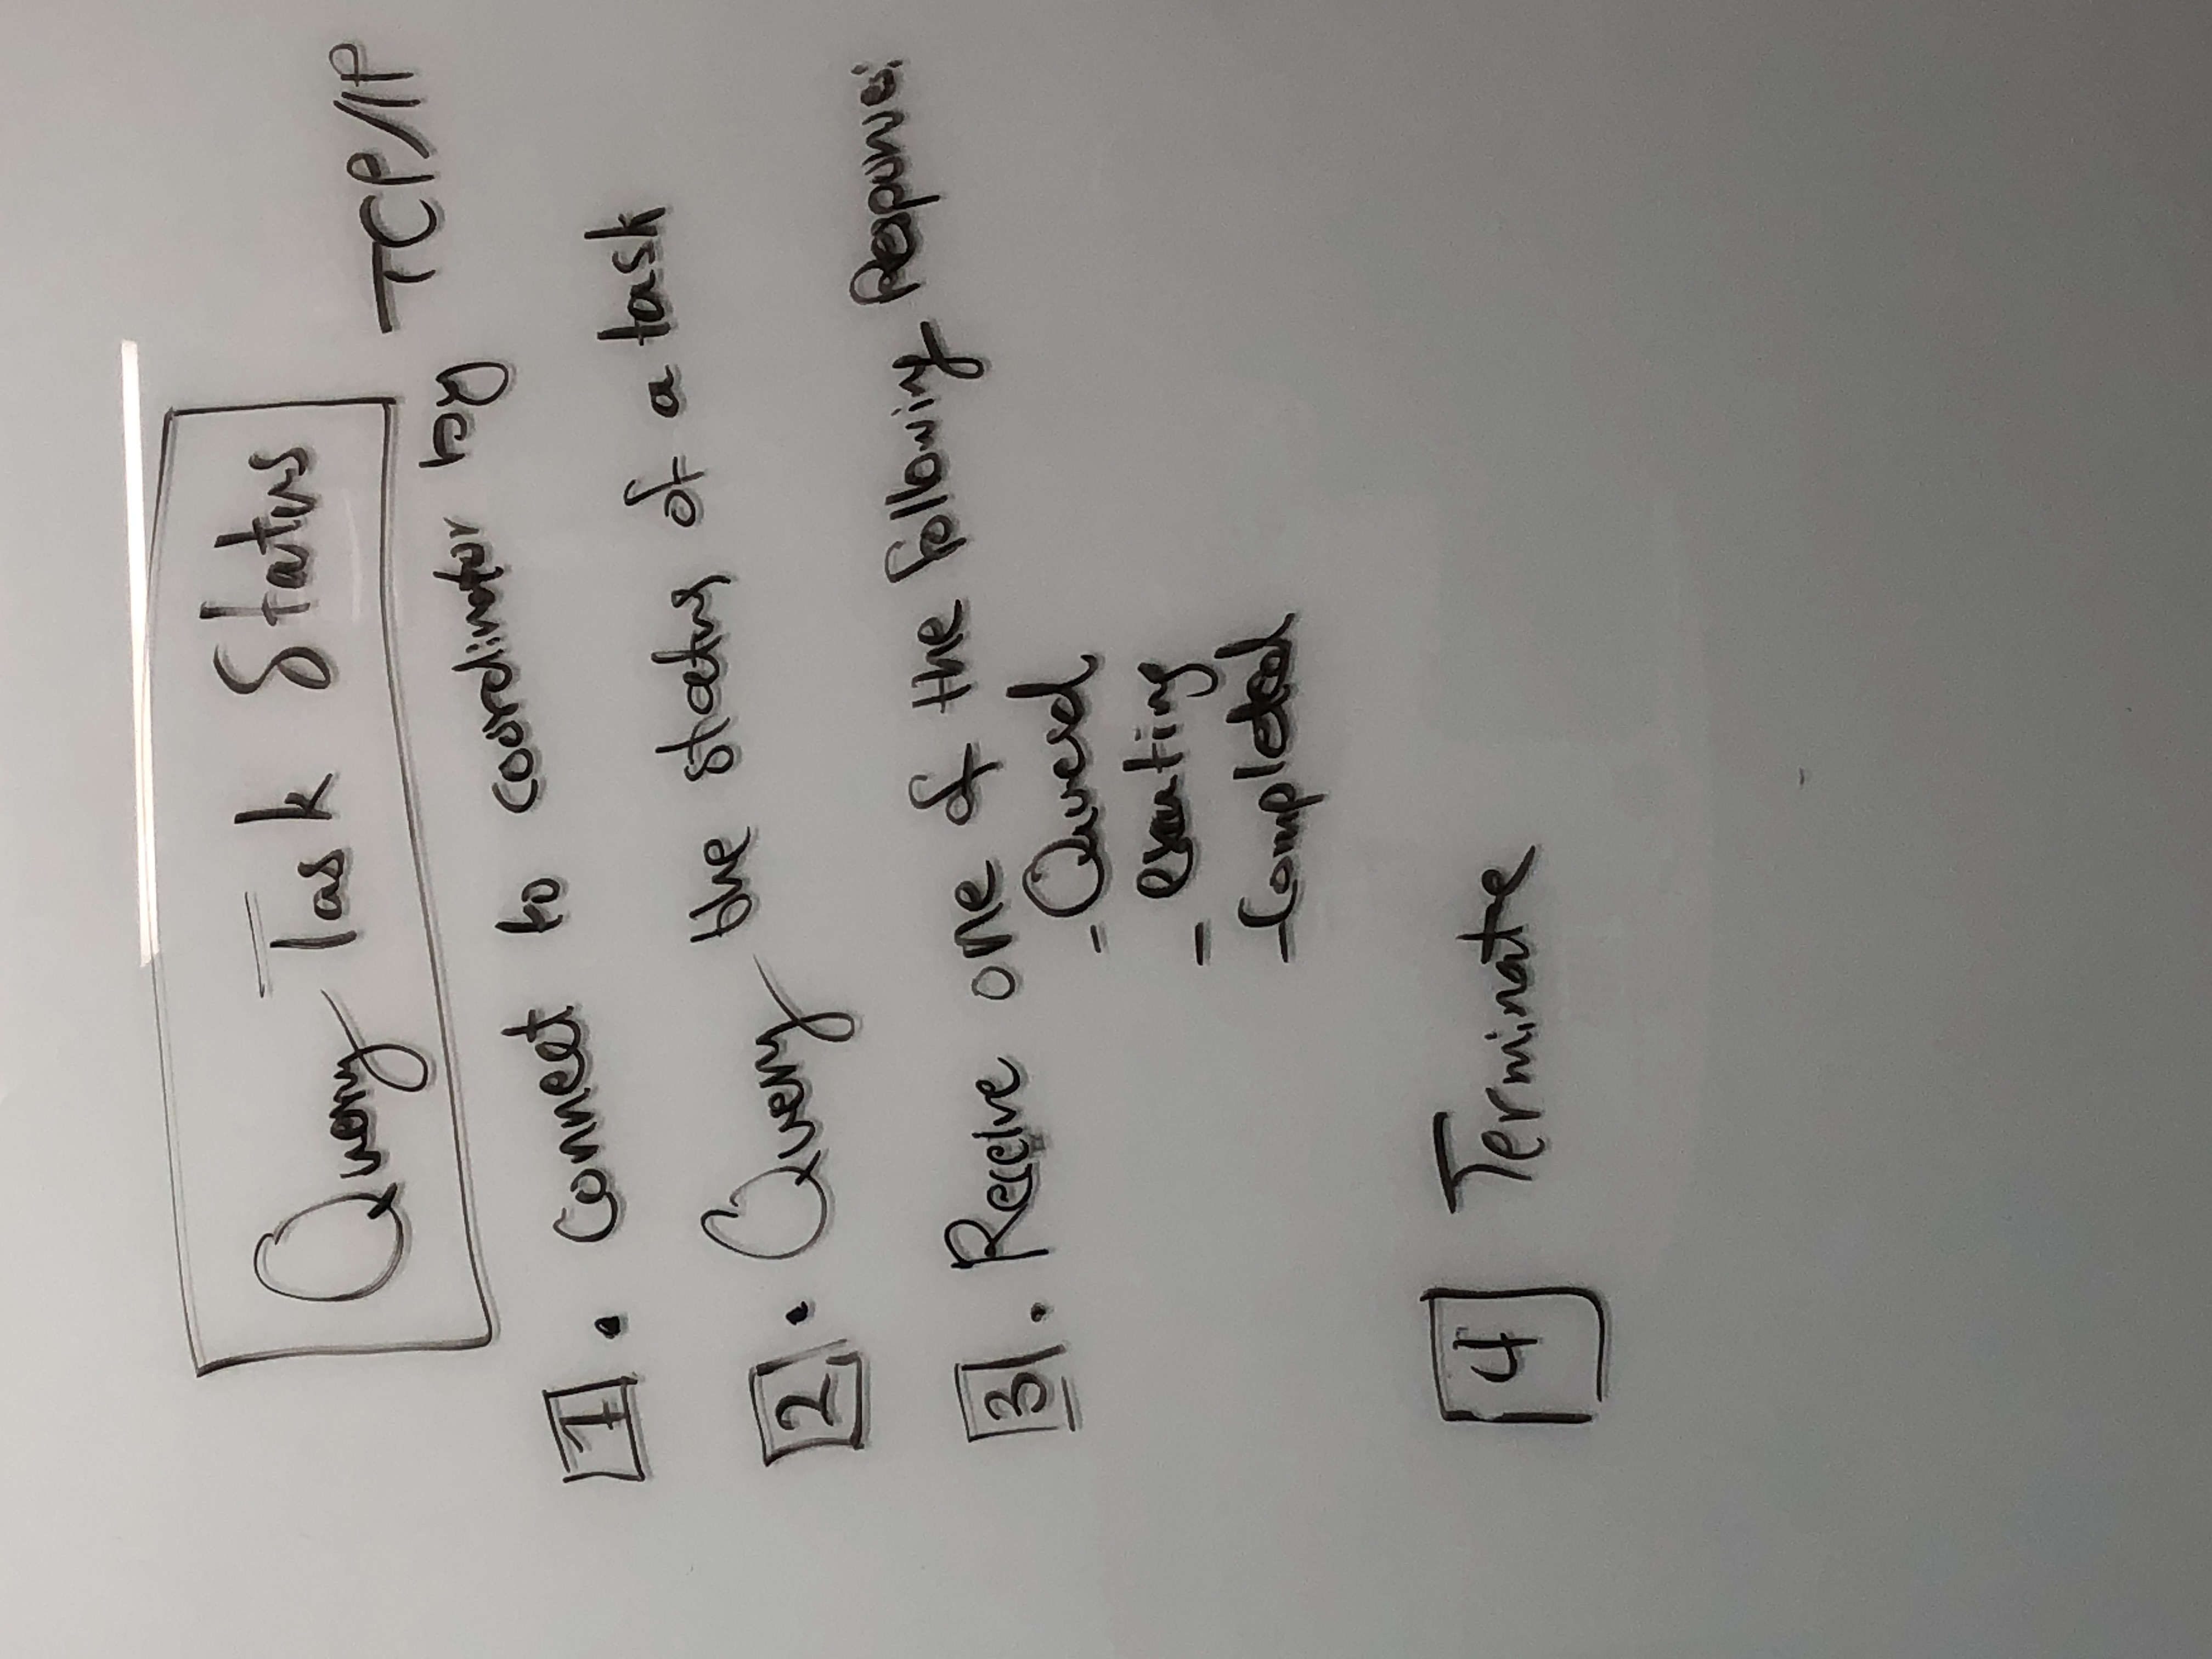 Query Task Status
1. Connect to coordinator by TCP/IP
2. Query the status of a task
3. Receive one of the following Responses:
- Queued
- executing
- Completed
4 Terminate